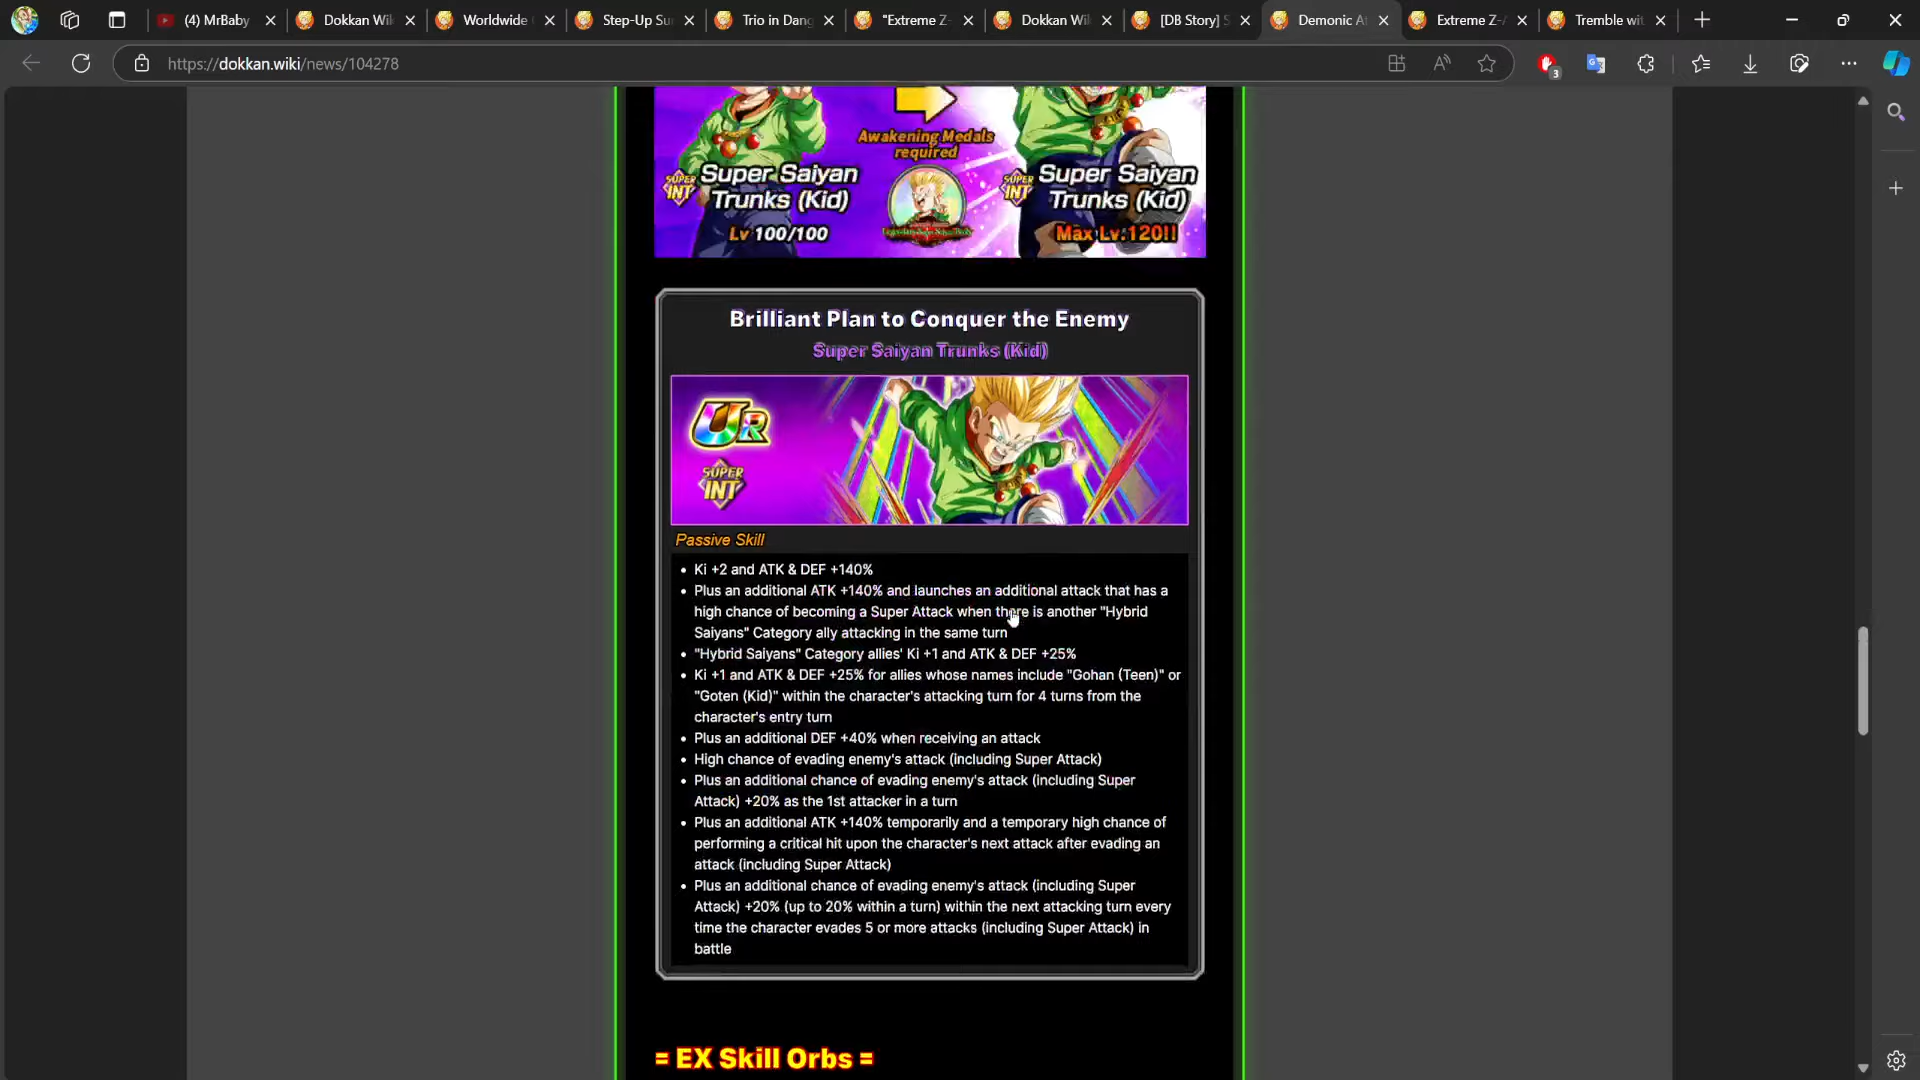 (4) MrBaby
Dokkan Wi
Worldwide
Step-Up Su
Trio in Dang
"Extreme Z-
Dokkan Wi
[DB Story] S
Demonic A
Extreme Z-
Tremble wi
https://dokkan.wiki/news/104278
3
Awakening Medals
required
SUPER
INT
Super Saiyan
Trunks (Kid)
Lv 100/100
SUPER
INT
Super Saiyan
Trunks (Kid)
Max Lv.120!!
Brilliant Plan to Conquer the Enemy
Super Saiyan Trunks (Kid)
UR
SUPER
INT
Passive Skill
• Ki +2 and ATK & DEF +140%
• Plus an additional ATK +140% and launches an additional attack that has a
high chance of becoming a Super Attack when there is another "Hybrid
Saiyans" Category ally attacking in the same turn
• "Hybrid Saiyans" Category allies' Ki +1 and ATK & DEF +25%
• Ki +1 and ATK & DEF +25% for allies whose names include "Gohan (Teen)" or
"Goten (Kid)" within the character's attacking turn for 4 turns from the
character's entry turn
• Plus an additional DEF +40% when receiving an attack
• High chance of evading enemy's attack (including Super Attack)
• Plus an additional chance of evading enemy's attack (including Super
Attack) +20% as the 1st attacker in a turn
• Plus an additional ATK +140% temporarily and a temporary high chance of
performing a critical hit upon the character's next attack after evading an
attack (including Super Attack)
• Plus an additional chance of evading enemy's attack (including Super
Attack) +20% (up to 20% within a turn) within the next attacking turn every
time the character evades 5 or more attacks (including Super Attack) in
battle
= EX Skill Orbs =